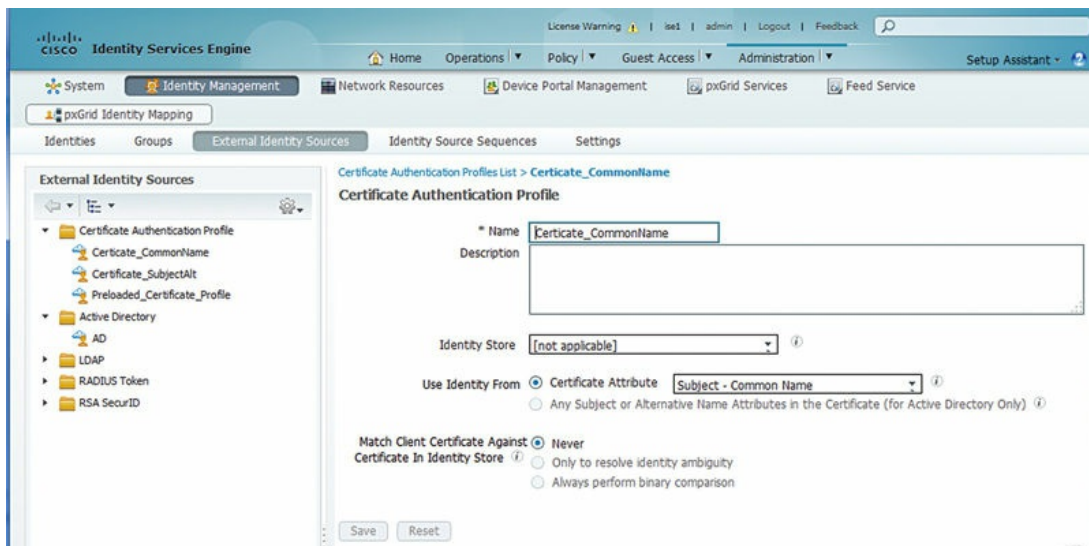 License Warning | ise1 | admin | Logout | Feedback
CISCO Identity Services Engine
Home Operations Policy Guest Access Administration Setup Assistant
System Identity Management Network Resources Device Portal Management pxGrid Services Feed Service
pxGrid Identity Mapping
Identities Groups External Identity Sources Identity Source Sequences Settings
External Identity Sources
Certificate Authentication Profile
Certicate_CommonName
Certificate_SubjectAlt
Preloaded_Certificate_Profile
Active Directory
AD
LDAP
RADIUS Token
RSA SecurID
Certificate Authentication Profiles List > Certicate_CommonName
Certificate Authentication Profile
* Name Certicate_CommonName
Description
Identity Store [not applicable]
Use Identity From Certificate Attribute Subject - Common Name
Any Subject or Alternative Name Attributes in the Certificate (for Active Directory Only)
Match Client Certificate Against Never
Certificate In Identity Store Only to resolve identity ambiguity
Always perform binary comparison
Save Reset